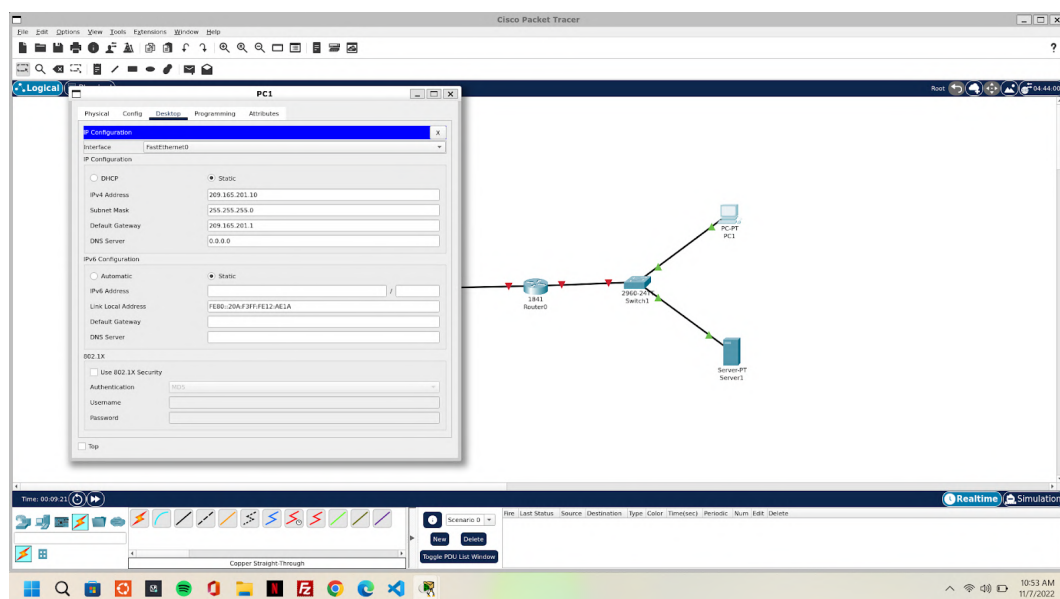 Cisco Packet Tracer
File Edit Options View Tools Extensions Window Help
?
Logical
Root
04:44:00
PC1
Physical Config Desktop Programming Attributes
IP Configuration X
Interface FastEthernet0
IP Configuration
DHCP Static
IPv4 Address 209.165.201.10
Subnet Mask 255.255.255.0
Default Gateway 209.165.201.1
DNS Server 0.0.0.0
IPv6 Configuration
Automatic Static
IPv6 Address /
Link Local Address FE80::20A:F3FF:FE12:AE1A
Default Gateway
DNS Server
802.1X
Use 802.1X Security
Authentication MD5
Username
Password
Top
PC-PT
PC1
1841
Router0
Switch1
Server-PT
Server1
Time: 00:09:21
Realtime Simulation
Scenario 0
New Delete
Toggle PDU List Window
Fire Last Status Source Destination Type Color Time(sec) Periodic Num Edit Delete
Copper Straight-Through
10:53 AM
11/7/2022